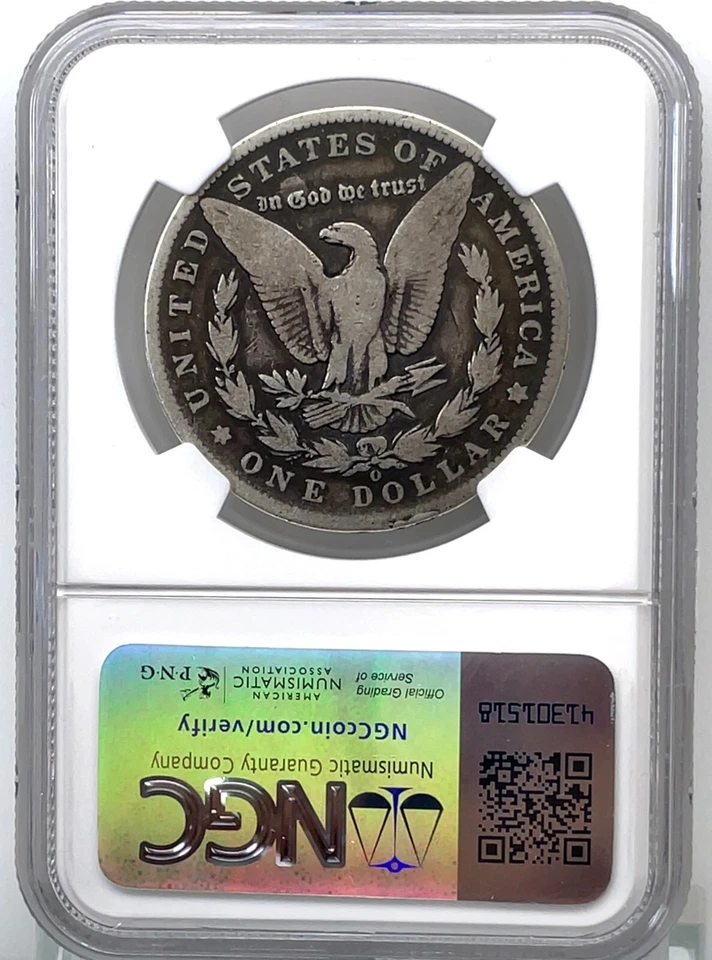 UNITED STATES OF AMERICA
In God we trust
O
ONE DOLLAR
NGC
Numismatic Guaranty Company
NGCcoin.com/verify
Official Grading
Service of
AMERICAN
NUMISMATIC
ASSOCIATION
P·N·G
41301518